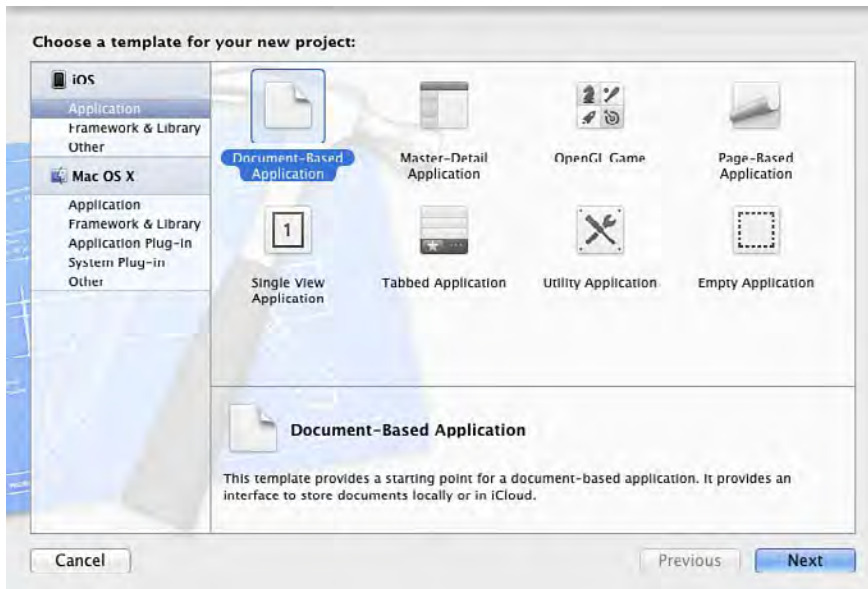 Choose a template for your new project:
iOS
Application
Framework & Library
Other
Mac OS X
Application
Framework & Library
Application Plug-in
System Plug-in
Other
Document-Based
Application
Master-Detail
Application
OpenGL Game
Page-Based
Application
1
Single View
Application
Tabbed Application
Utility Application
Empty Application
Document-Based Application
This template provides a starting point for a document-based application. It provides an
interface to store documents locally or in iCloud.
Cancel
Previous
Next